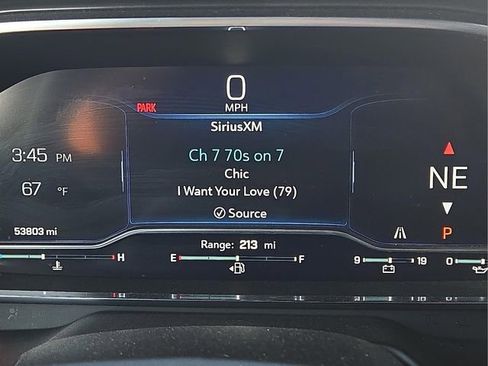 0
MPH
PARK
SiriusXM
3:45 PM
Ch 7 70s on 7
Chic
67 °F
I Want Your Love (79)
NE
Source
53803 mi
P
Range: 213 mi
H
E F
9 19
0